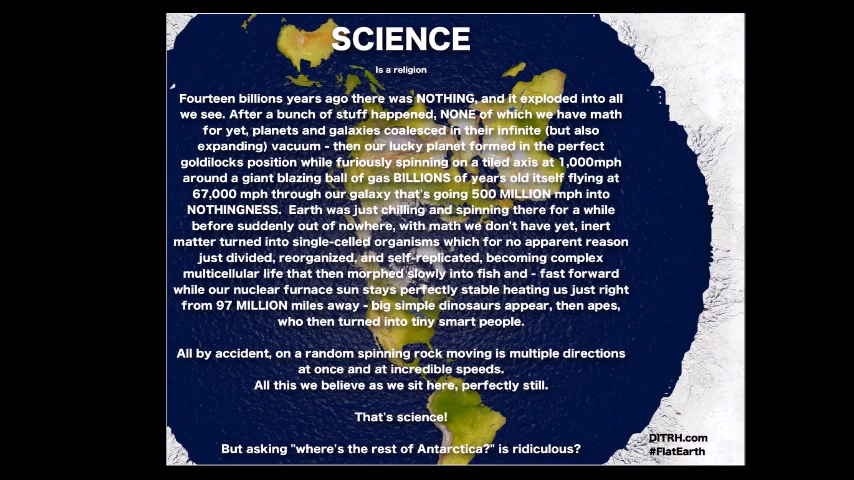 SCIENCE
Is a religion
Fourteen billions years ago there was NOTHING, and it exploded into all
we see. After a bunch of stuff happened, NONE of which we have math
for yet, planets and galaxies coalesced in their infinite (but also
expanding) vacuum - then our lucky planet formed in the perfect
goldilocks position while furiously spinning on a tiled axis at 1,000mph
around a giant blazing ball of gas BILLIONS of years old itself flying at
67,000 mph through our galaxy that's going 500 MILLION mph into
NOTHINGNESS. Earth was just chilling and spinning there for a while
before suddenly out of nowhere, with math we don't have yet, inert
matter turned into single-celled organisms which for no apparent reason
just divided, reorganized, and self-replicated, becoming complex
multicellular life that then morphed slowly into fish and - fast forward
while our nuclear furnace sun stays perfectly stable heating us just right
from 97 MILLION miles away - big simple dinosaurs appear, then apes,
who then turned into tiny smart people.
All by accident, on a random spinning rock moving is multiple directions
at once and at incredible speeds.
All this we believe as we sit here, perfectly still.
That's science!
But asking "where's the rest of Antarctica?" is ridiculous?
DITRH.com
#FlatEarth